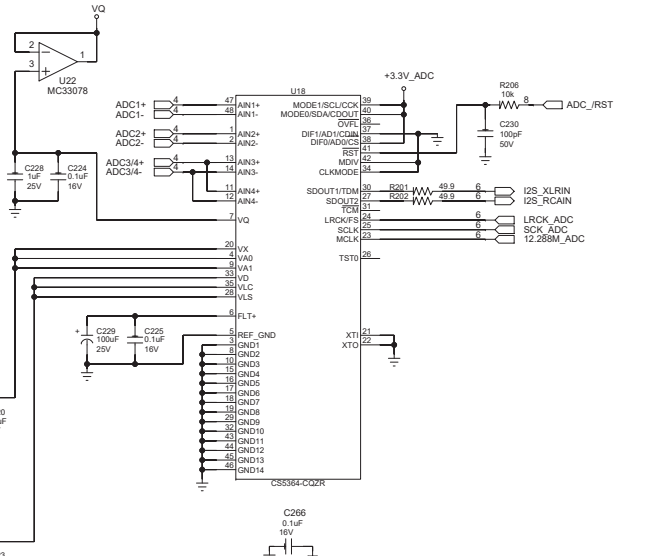 VQ
2
3
1
U22
MC33078
C228
1uF
25V
C224
0.1uF
16V
ADC1+ 4
ADC1- 4
ADC2+ 4
ADC2- 4
ADC3/4+ 4
ADC3/4- 4
U18
47 AIN1+
48 AIN1-
1 AIN2+
2 AIN2-
13 AIN3+
14 AIN3-
11 AIN4+
12 AIN4-
7 VQ
20 VX
4 VA0
9 VA1
33 VD
35 VLC
28 VLS
6 FLT+
5 REF_GND
3 GND1
8 GND2
10 GND3
15 GND4
16 GND5
17 GND6
18 GND7
19 GND8
29 GND9
32 GND10
43 GND11
44 GND12
45 GND13
46 GND14
CS5364-CQZR
MODE1/SCL/CCK 39
MODE0/SDA/CDOUT 40
OVFL 36
DIF1/AD1/CDIN 37
DIF0/AD0/CS 38
RST 41
MDIV 42
CLKMODE 34
SDOUT1/TDM 30
SDOUT2 27
TCM 31
LRCK/FS 24
SCLK 25
MCLK 23
TST0 26
XTI 21
XTO 22
+3.3V_ADC
R206
10k
8 ADC_/RST
C230
100pF
50V
R201 49.9 6 I2S_XLRIN
R202 49.9 6 I2S_RCAIN
6 LRCK_ADC
6 SCK_ADC
6 12.288M_ADC
+
C229
100uF
25V
C225
0.1uF
16V
C266
0.1uF
16V